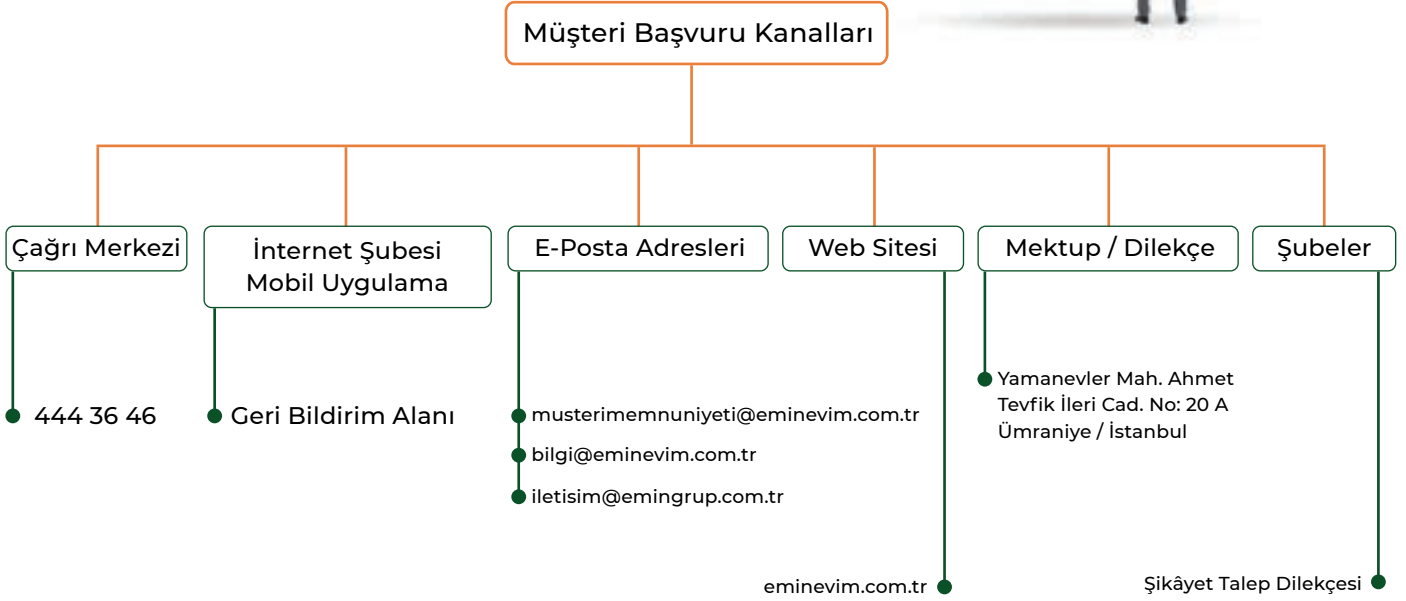 Müşteri Başvuru Kanalları
Çağrı Merkezi
444 36 46
İnternet Şubesi
Mobil Uygulama
Geri Bildirim Alanı
E-Posta Adresleri
musterimemnuniyeti@eminevim.com.tr
bilgi@eminevim.com.tr
iletisim@emingrup.com.tr
Web Sitesi
eminevim.com.tr
Mektup / Dilekçe
Yamanevler Mah. Ahmet
Tevfik İleri Cad. No: 20 A
Ümraniye / İstanbul
Şubeler
Şikâyet Talep Dilekçesi